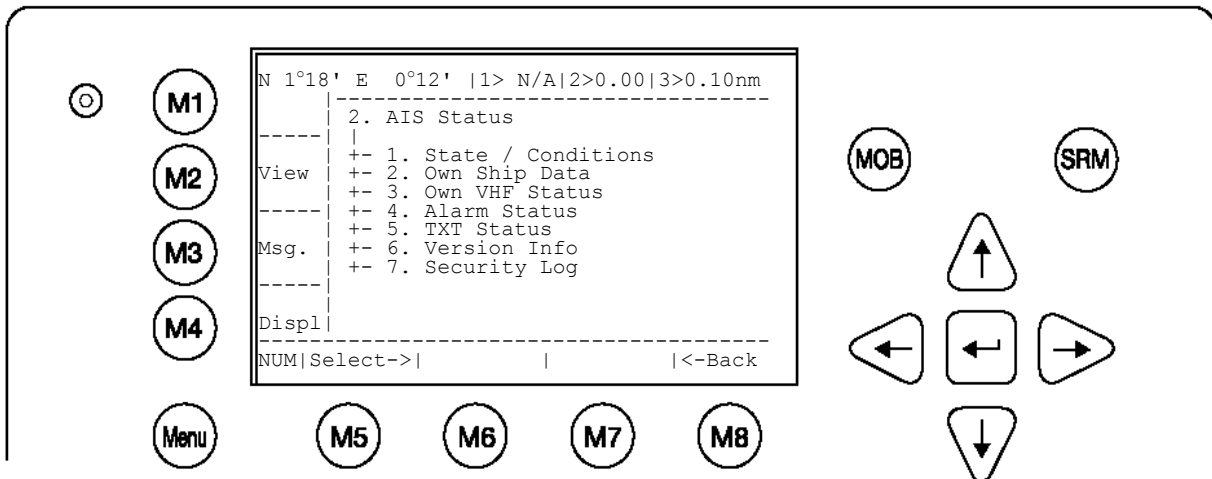 N 1°18' E 0°12' |1> N/A|2>0.00|3>0.10nm
2. AIS Status
+- 1. State / Conditions
+- 2. Own Ship Data
+- 3. Own VHF Status
+- 4. Alarm Status
+- 5. TXT Status
+- 6. Version Info
+- 7. Security Log
View
Msg.
Displ
NUM|Select->| | |<-Back
M1
M2
M3
M4
Menu
M5
M6
M7
M8
MOB
SRM